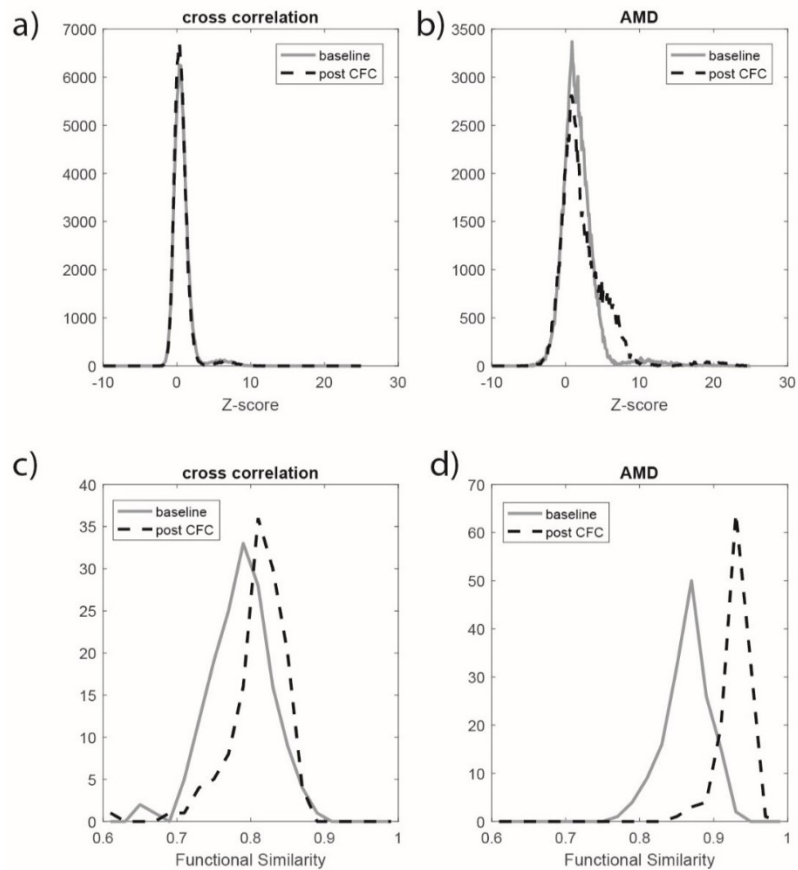 a)
cross correlation
7000
6000
5000
4000
3000
2000
1000
0
-10 0 10 20 30
Z-score
baseline
post CFC
b)
AMD
3500
3000
2500
2000
1500
1000
500
0
-10 0 10 20 30
Z-score
baseline
post CFC
c)
cross correlation
40
35
30
25
20
15
10
5
0
0.6 0.7 0.8 0.9 1
Functional Similarity
baseline
post CFC
d)
AMD
70
60
50
40
30
20
10
0
0.6 0.7 0.8 0.9 1
Functional Similarity
baseline
post CFC